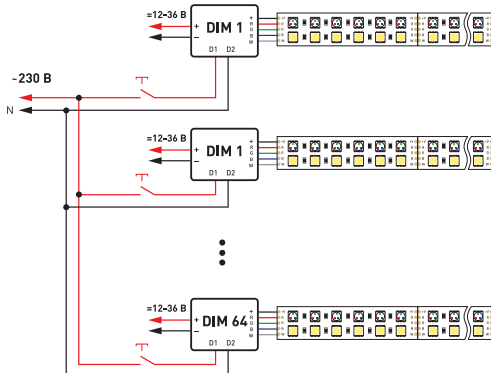 =12-36 В
+
–
DIM 1
D1 D2
+
R
G
B
W
~230 В
N
=12-36 В
+
–
DIM 1
D1 D2
+
R
G
B
W
=12-36 В
+
–
DIM 64
D1 D2
+
R
G
B
W